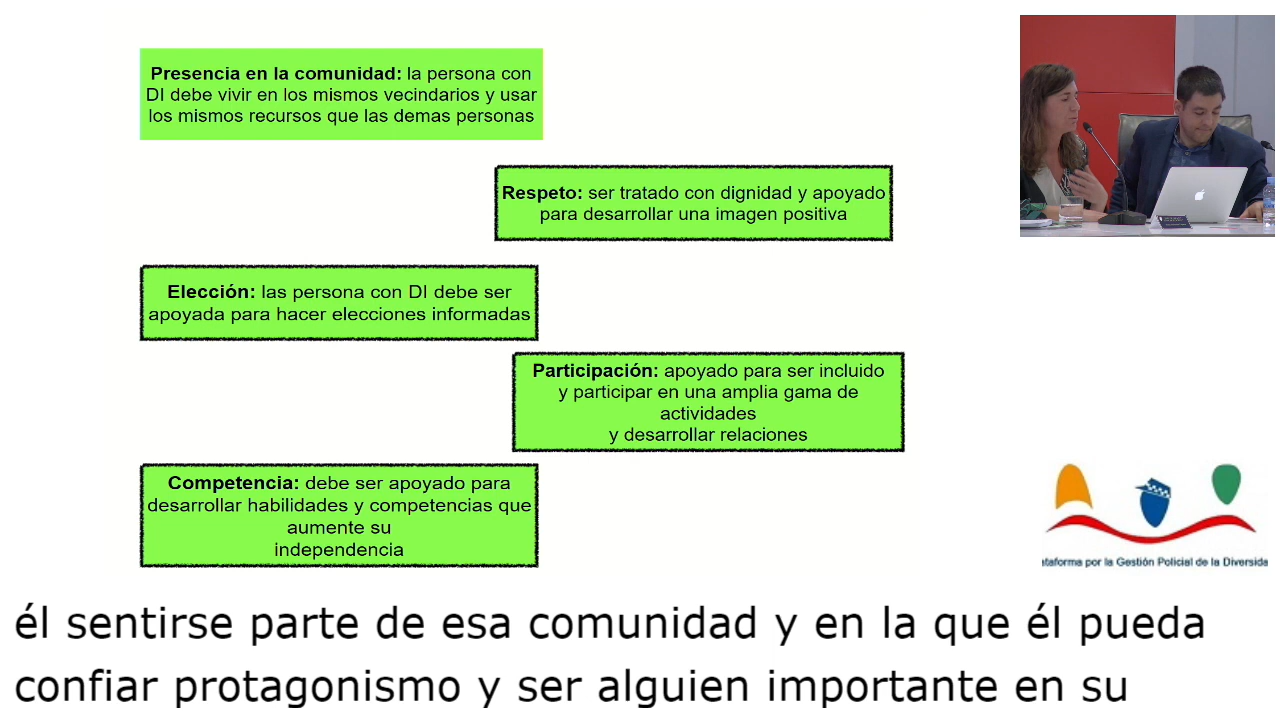 Presencia en la comunidad: la persona con
DI debe vivir en los mismos vecindarios y usar
los mismos recursos que las demas personas
Respeto: ser tratado con dignidad y apoyado
para desarrollar una imagen positiva
Elección: las persona con DI debe ser
apoyada para hacer elecciones informadas
Participación: apoyado para ser incluido
y participar en una amplia gama de
actividades
y desarrollar relaciones
Competencia: debe ser apoyado para
desarrollar habilidades y competencias que
aumente su
independencia
ataforma por la Gestión Policial de la Diversida
él sentirse parte de esa comunidad y en la que él pueda
confiar protagonismo y ser alguien importante en su